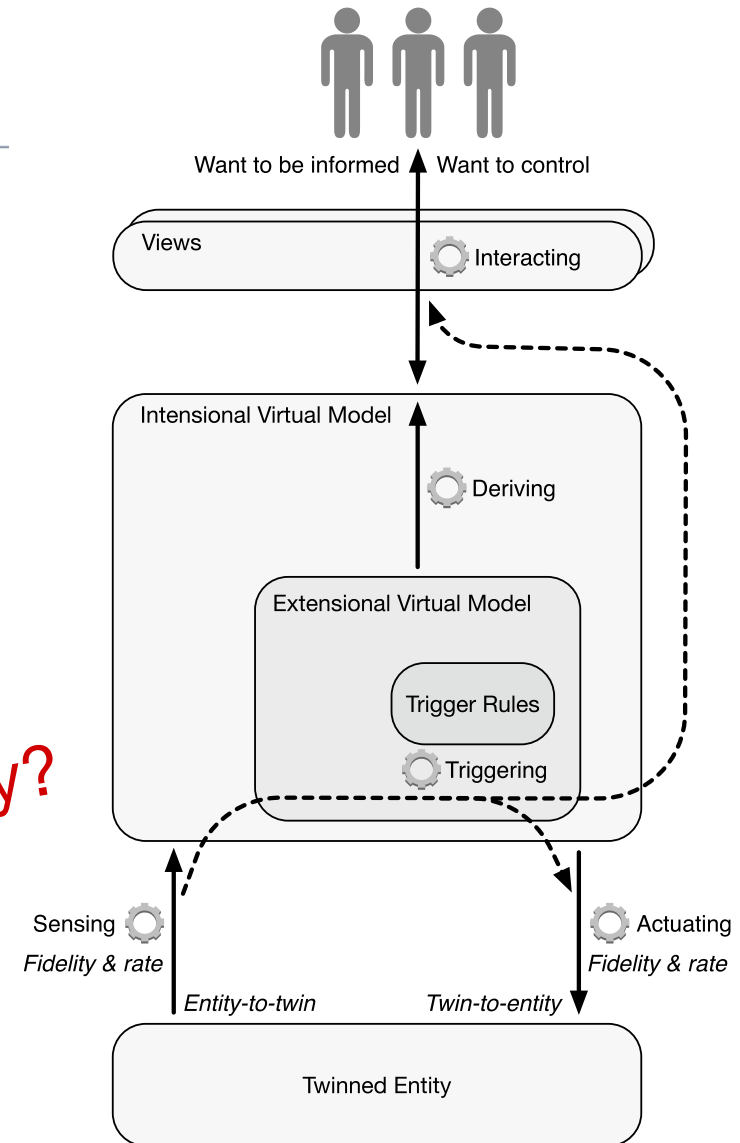 Want to be informed
Want to control
Views
Interacting
Intensional Virtual Model
Deriving
Extensional Virtual Model
Trigger Rules
Triggering
y?
Sensing
Actuating
Fidelity & rate
Fidelity & rate
Entity-to-twin
Twin-to-entity
Twinned Entity